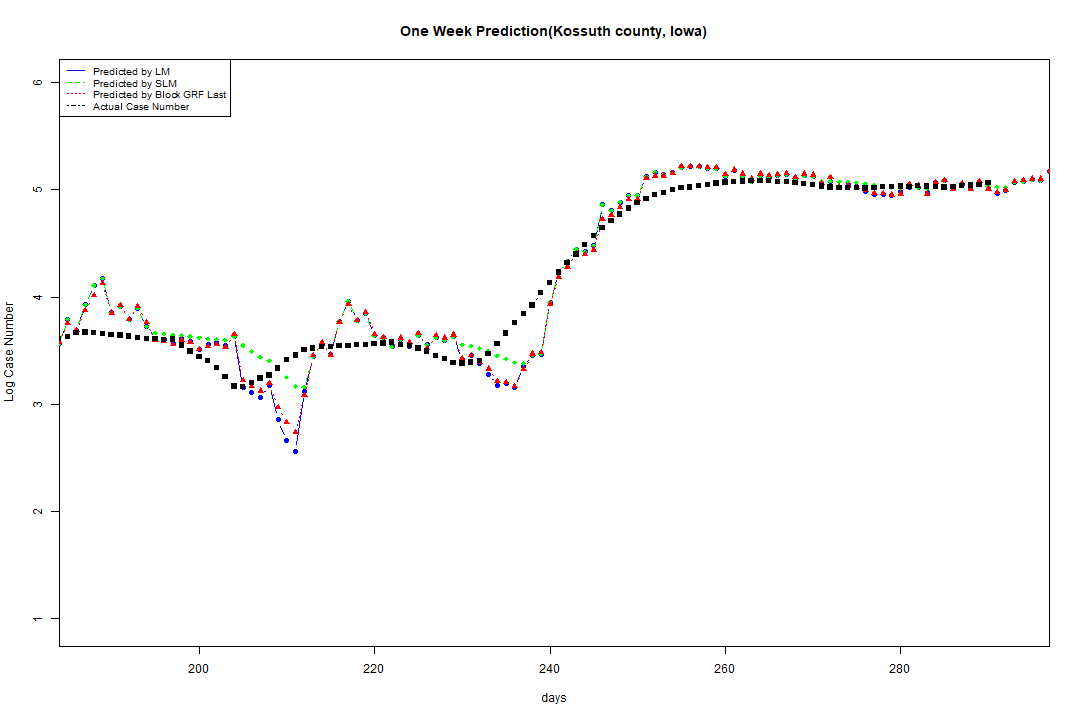 One Week Prediction(Kossuth county, Iowa)
Predicted by LM
Predicted by SLM
Predicted by Block GRF Last
Actual Case Number
6
5
4
3
2
1
Log Case Number
200 220 240 260 280
days